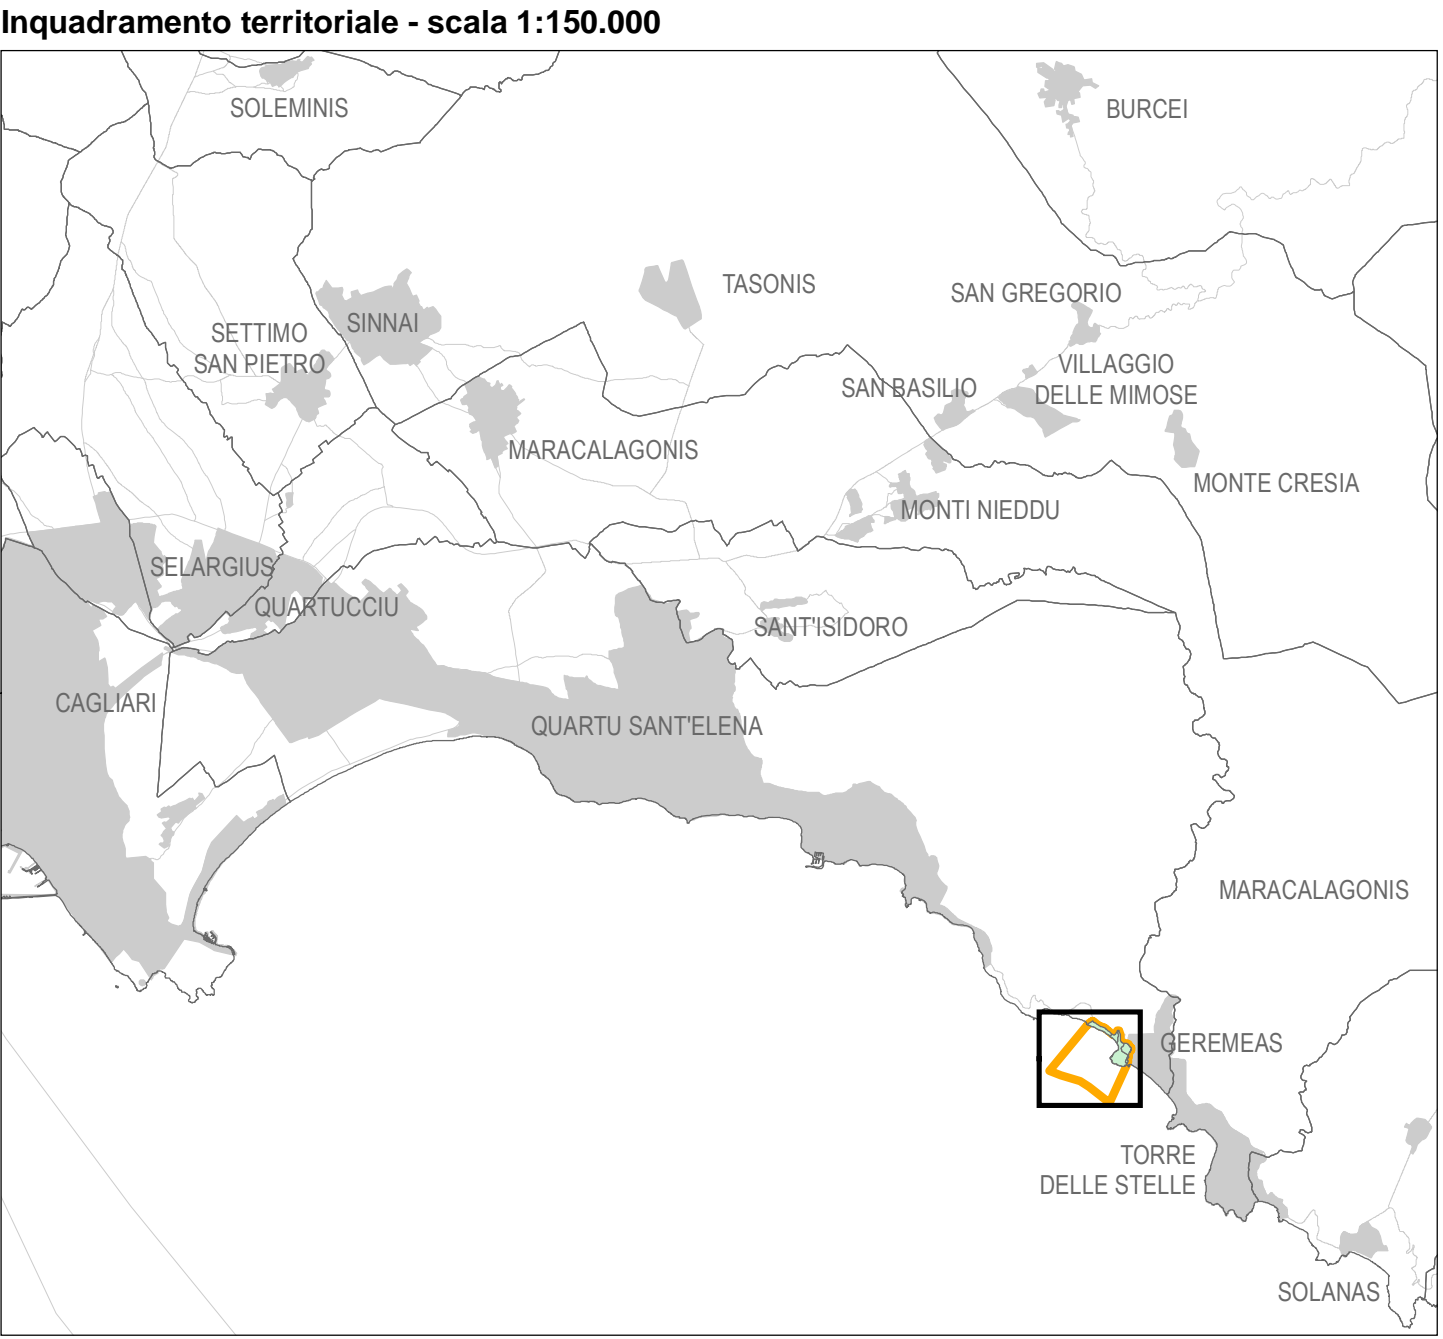 Inquadramento territoriale - scala 1:150.000
SOLEMINIS
BURCEI
TASONIS
SAN GREGORIO
SINNAI
SETTIMO
SAN PIETRO
VILLAGGIO
DELLE MIMOSE
SAN BASILIO
MARACALAGONIS
MONTE CRESIA
MONTI NIEDDU
SELARGIUS
QUARTUCCIU
SANT'ISIDORO
CAGLIARI
QUARTU SANT'ELENA
MARACALAGONIS
GEREMEAS
TORRE
DELLE STELLE
SOLANAS